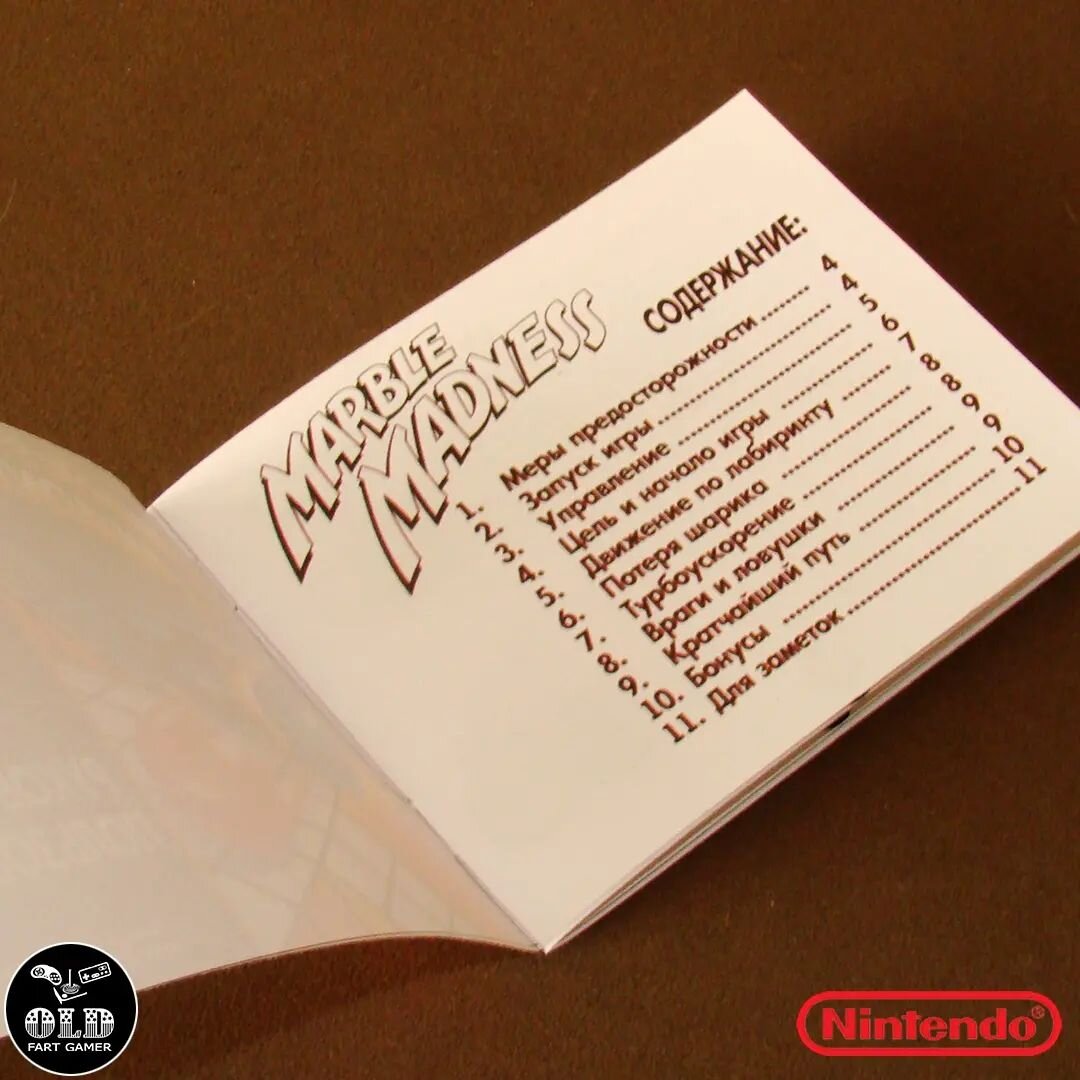 MARBLE
MADNESS
СОДЕРЖАНИЕ:
1. Меры предосторожности ........ 4
2. Запуск игры ........................ 4
3. Управление ........................ 5
4. Цель и начало игры ............ 6
5. Движение по лабиринту ........ 7
6. Потеря шарика .................... 8
7. Турбоускорение .................... 8
8. Враги и ловушки ................ 9
9. Кратчайший путь ................ 9
10. Бонусы ............................ 10
11. Для заметок .................... 11
OLD
FART GAMER
Nintendo®